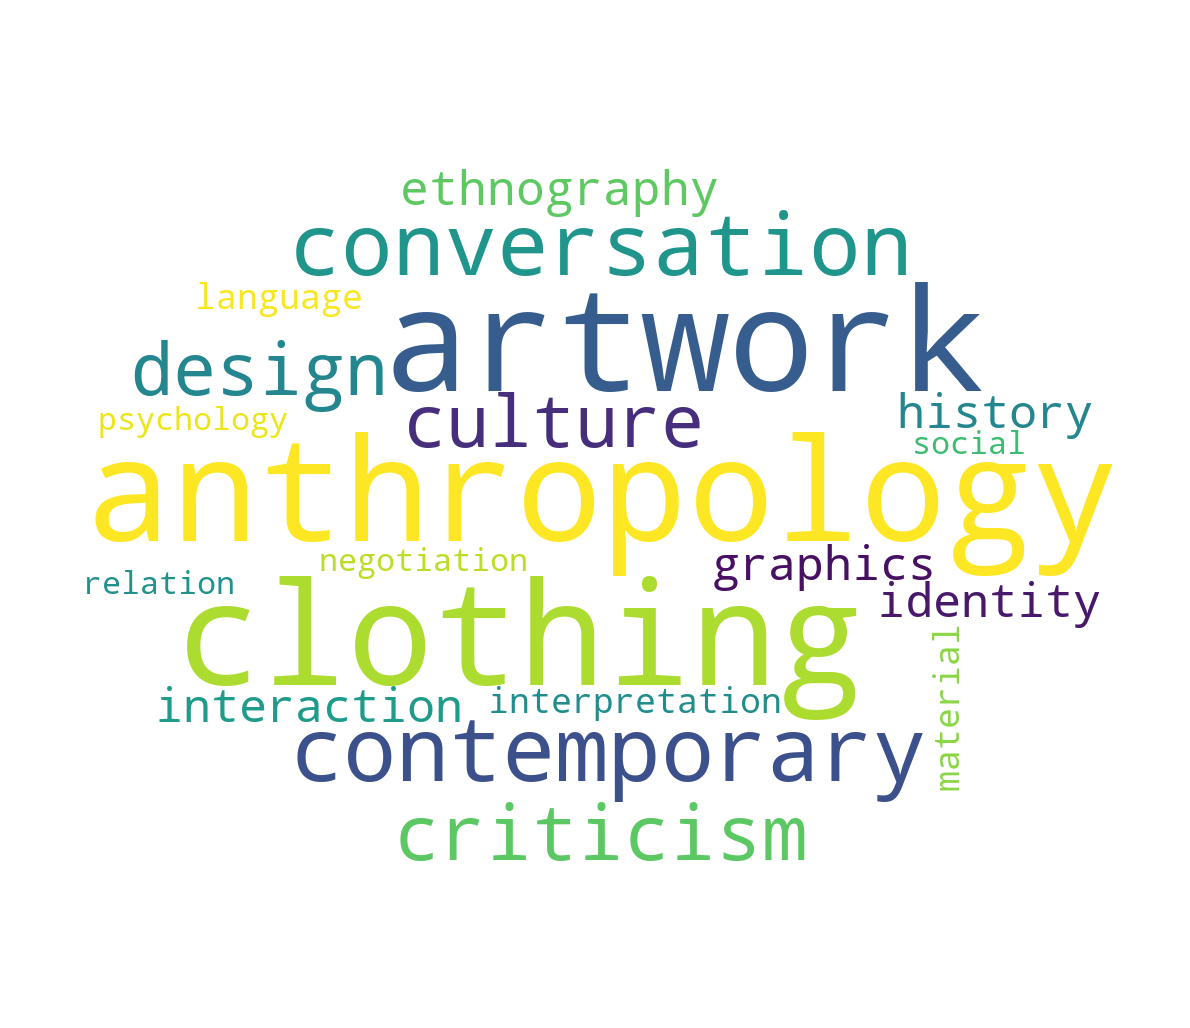 ethnography
conversation
language
artwork
design
culture
history
psychology
social
anthropology
negotiation
graphics
relation
clothing
identity
material
interaction
interpretation
contemporary
criticism